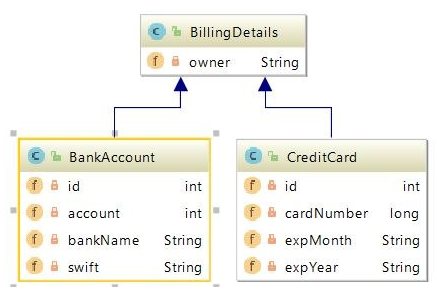 C BillingDetails
f owner String
C BankAccount
f id int
f account int
f bankName String
f swift String
C CreditCard
f id int
f cardNumber long
f expMonth String
f expYear String